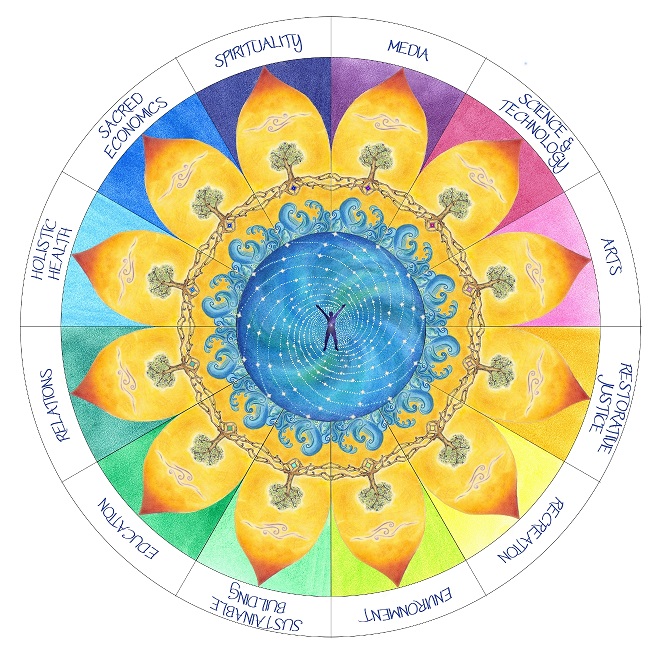 SPIRITUALITY
MEDIA
SCIENCE &
TECHNOLOGY
ARTS
RESTORATIVE
JUSTICE
RECREATION
ENVIRONMENT
SUSTAINABLE
BUILDING
EDUCATION
RELATIONS
HOLISTIC
HEALTH
SACRED
ECONOMICS